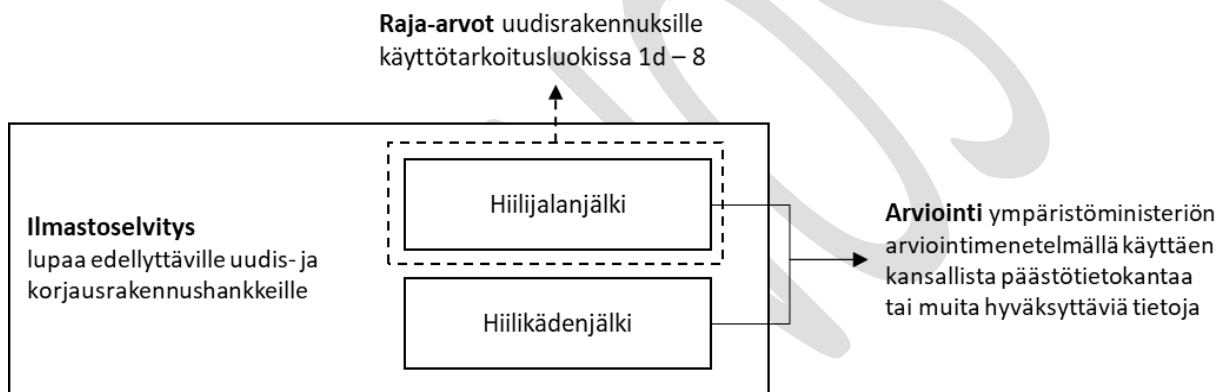 Raja-arvot uudisrakennuksille
käyttötarkoitusluokissa 1d – 8
Ilmastoselvitys
lupaa edellyttäville uudis- ja
korjausrakennushankkeille
Hiilijalanjälki
Hiilikädenjälki
Arviointi ympäristöministeriön
arviointimenetelmällä käyttäen
kansallista päästötietokantaa
tai muita hyväksyttäviä tietoja